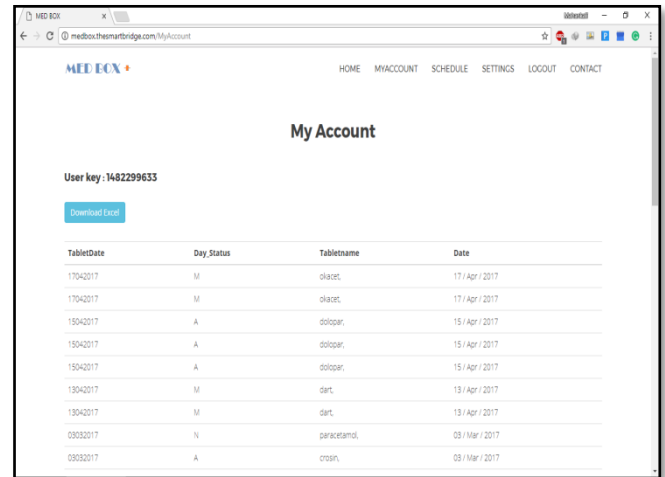 MED BOX
medbox.thesmartbridge.com/MyAccount
MED BOX +
HOME MYACCOUNT SCHEDULE SETTINGS LOGOUT CONTACT
My Account
User key : 1482299633
Download Excel
TabletDate Day_Status Tabletname Date
17042017 M okacet, 17 / Apr / 2017
17042017 M okacet, 17 / Apr / 2017
15042017 A dolopar, 15 / Apr / 2017
15042017 A dolopar, 15 / Apr / 2017
15042017 A dolopar, 15 / Apr / 2017
13042017 M dart, 13 / Apr / 2017
13042017 M dart, 13 / Apr / 2017
03032017 N paracetamol, 03 / Mar / 2017
03032017 A crosin, 03 / Mar / 2017